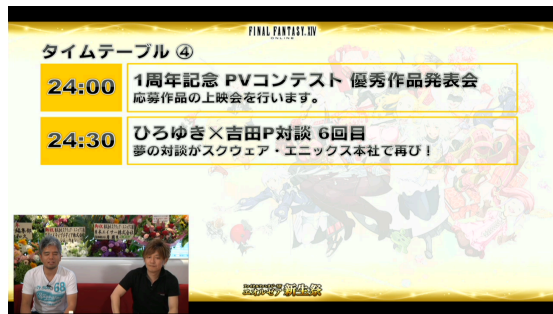 FINAL FANTASY XIV
ONLINE
タイムテーブル ④
24:00
1周年記念 PVコンテスト 優秀作品発表会
応募作品の上映会を行います。
24:30
ひろゆき×吉田P対談 6回目
夢の対談がスクウェア・エニックス本社で再び!
68
新生祭